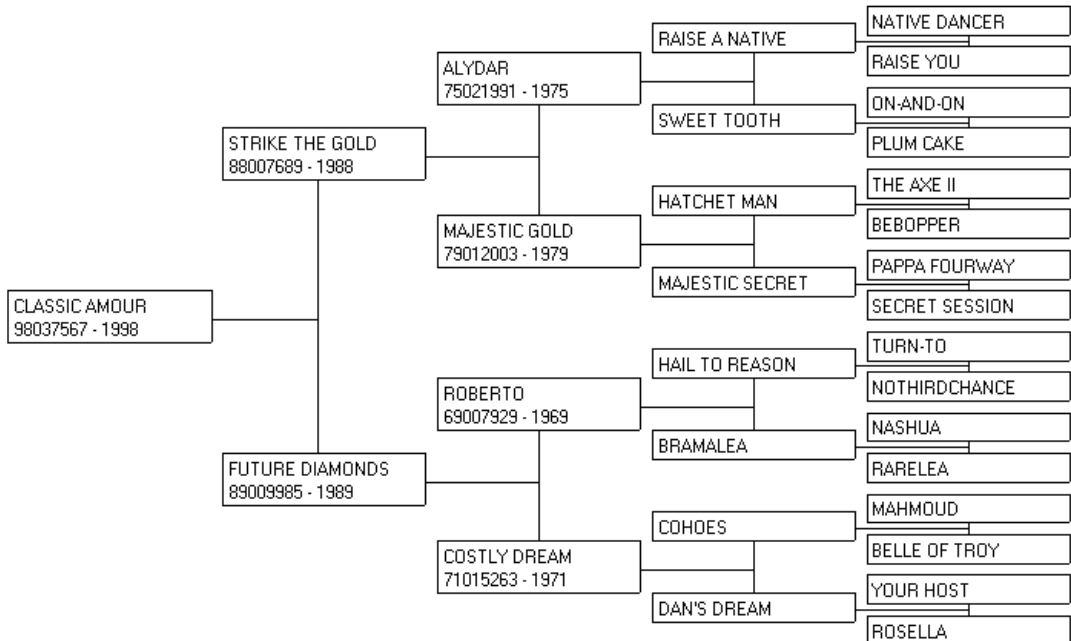 NATIVE DANCER
RAISE A NATIVE
RAISE YOU
ALYDAR
75021991 - 1975
ON-AND-ON
SWEET TOOTH
PLUM CAKE
STRIKE THE GOLD
88007689 - 1988
THE AXE II
HATCHET MAN
BEBOPPER
MAJESTIC GOLD
79012003 - 1979
PAPPA FOURWAY
MAJESTIC SECRET
SECRET SESSION
CLASSIC AMOUR
98037567 - 1998
TURN-TO
HAIL TO REASON
NOTHIRDCHANCE
ROBERTO
69007929 - 1969
NASHUA
BRAMALEA
RARELEA
FUTURE DIAMONDS
89009985 - 1989
MAHMOUD
COHOES
BELLE OF TROY
COSTLY DREAM
71015263 - 1971
YOUR HOST
DAN'S DREAM
ROSELLA